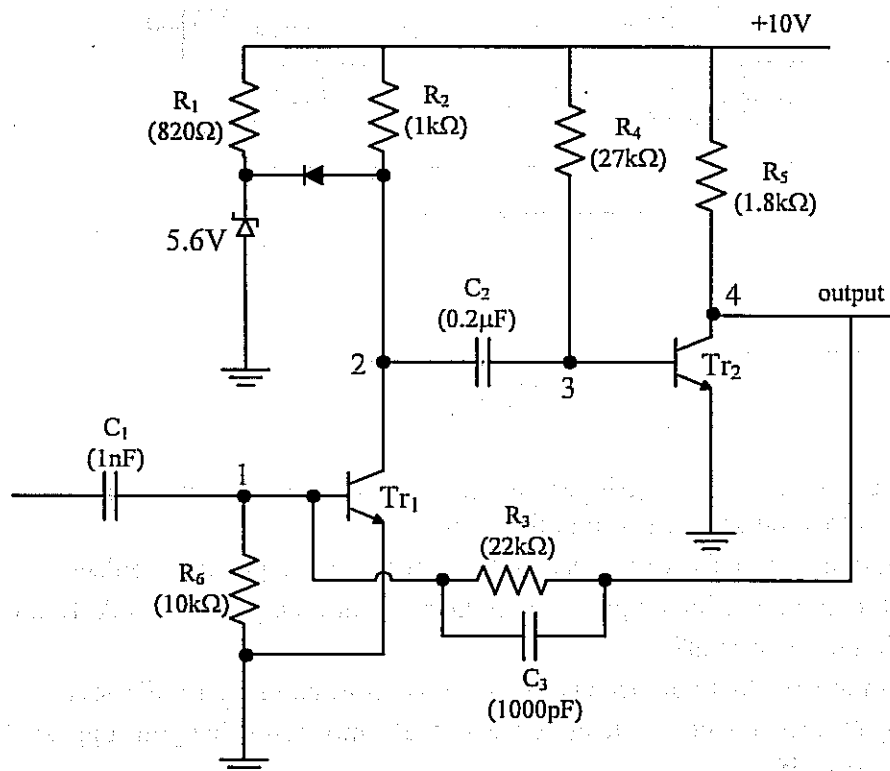 +10V
R₁
(820Ω)
R₂
(1kΩ)
R₄
(27kΩ)
R₅
(1.8kΩ)
5.6V
C₂
(0.2μF)
4
output
2
3
Tr₂
C₁
(1nF)
1
Tr₁
R₃
(22kΩ)
R₆
(10kΩ)
C₃
(1000pF)